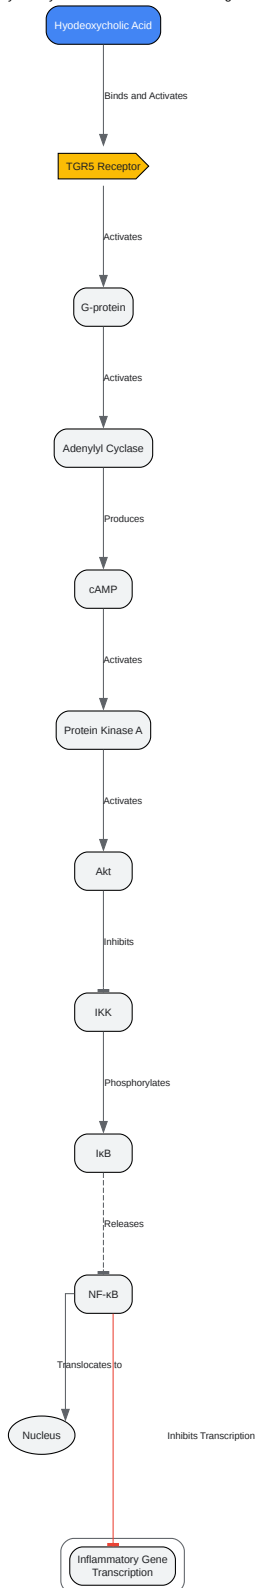 Hyodeoxycholic Acid
Binds and Activates
TGR5 Receptor
Activates
G-protein
Activates
Adenylyl Cyclase
Produces
cAMP
Activates
Protein Kinase A
Activates
Akt
Inhibits
IKK
Phosphorylates
IκB
Releases
NF-κB
Translocates to
Nucleus
Inhibits Transcription
Inflammatory Gene
Transcription